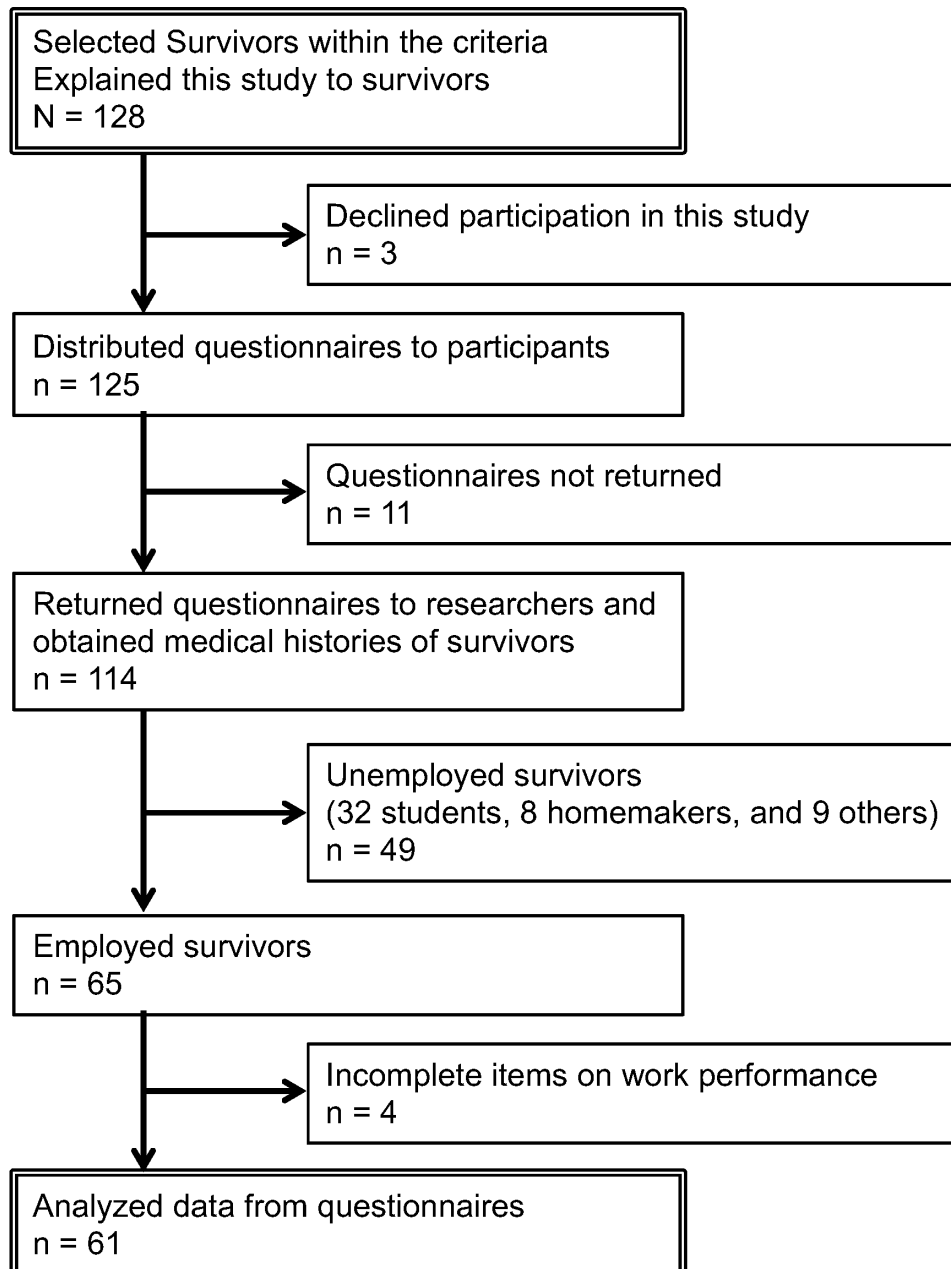 Selected Survivors within the criteria
Explained this study to survivors
N = 128
Declined participation in this study
n = 3
Distributed questionnaires to participants
n = 125
Questionnaires not returned
n = 11
Returned questionnaires to researchers and
obtained medical histories of survivors
n = 114
Unemployed survivors
(32 students, 8 homemakers, and 9 others)
n = 49
Employed survivors
n = 65
Incomplete items on work performance
n = 4
Analyzed data from questionnaires
n = 61